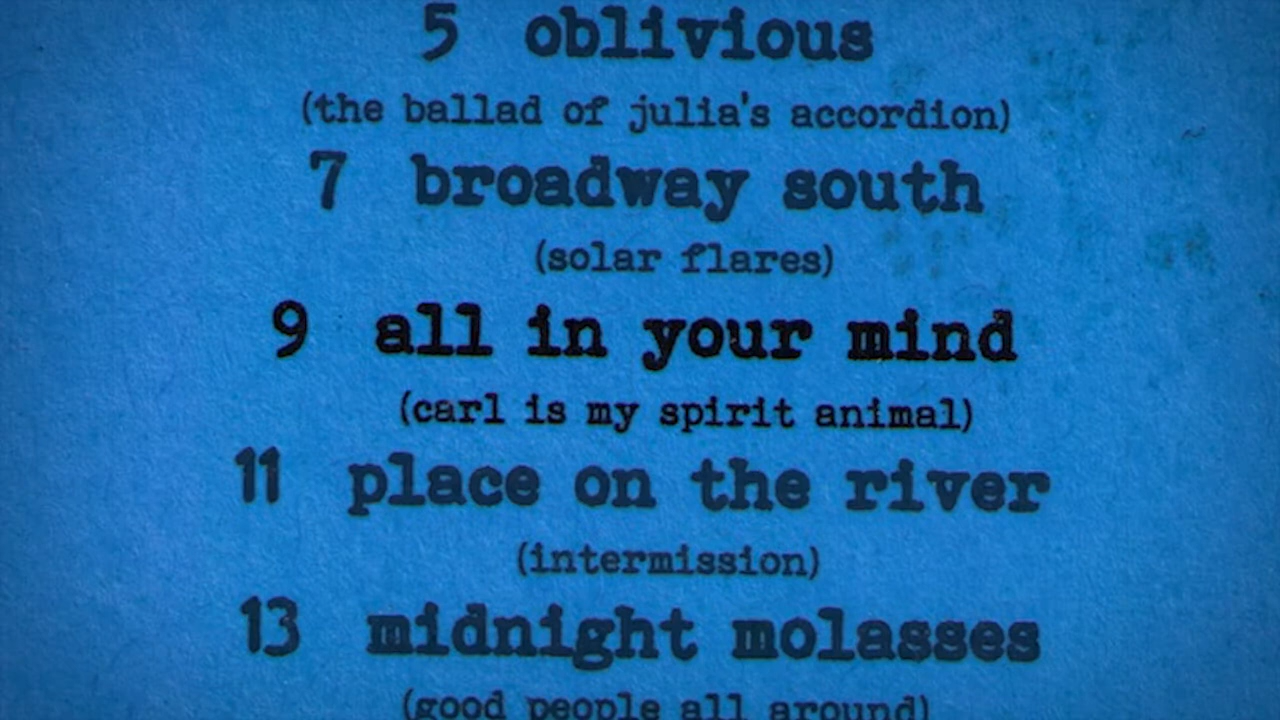 5 oblivious
(the ballad of julia's accordion)
7 broadway south
(solar flares)
9 all in your mind
(carl is my spirit animal)
11 place on the river
(intermission)
13 midnight molasses
(good people all around)